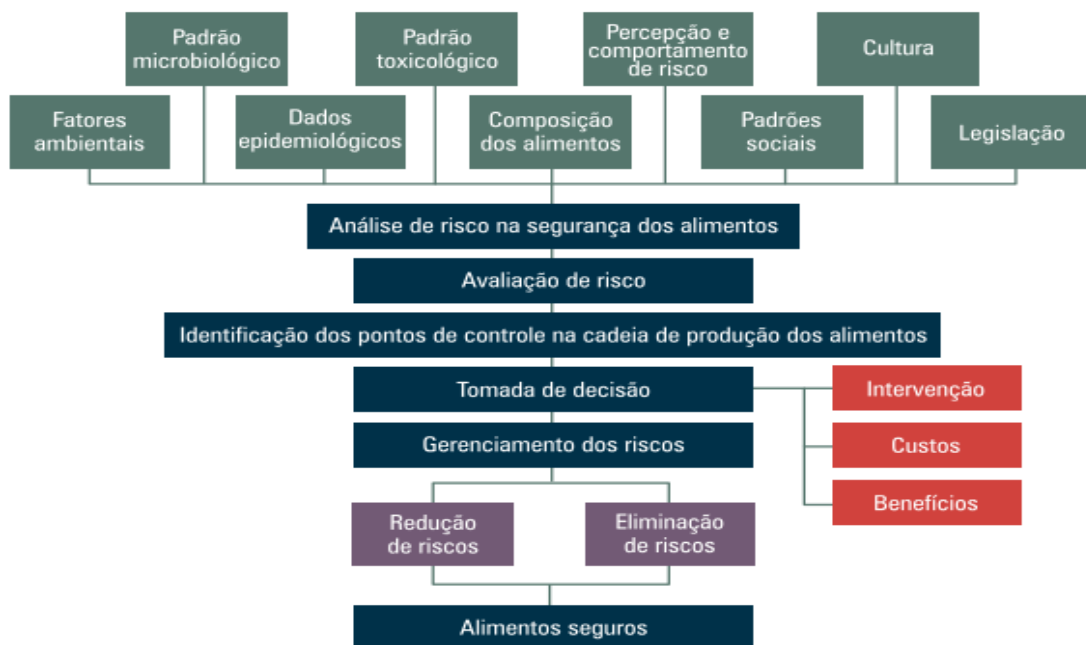 Padrão
microbiológico
Padrão
toxicológico
Percepção e
comportamento
de risco
Cultura
Fatores
ambientais
Dados
epidemiológicos
Composição
dos alimentos
Padrões
sociais
Legislação
Análise de risco na segurança dos alimentos
Avaliação de risco
Identificação dos pontos de controle na cadeia de produção dos alimentos
Tomada de decisão
Intervenção
Gerenciamento dos riscos
Custos
Benefícios
Redução
de riscos
Eliminação
de riscos
Alimentos seguros